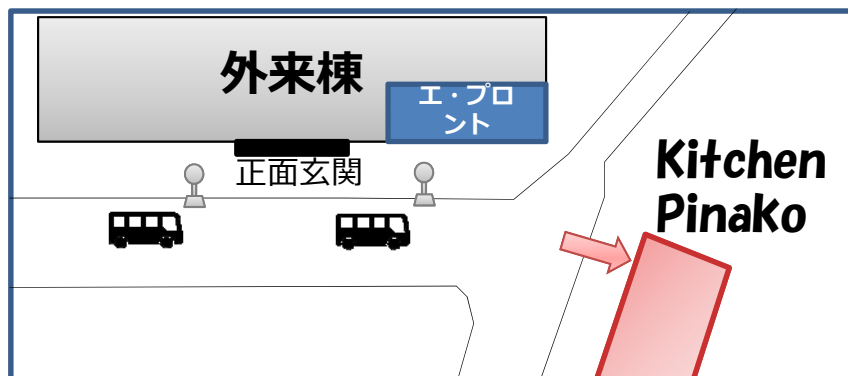 外来棟
エ・プロ
ント
正面玄関
Kitchen
Pinako